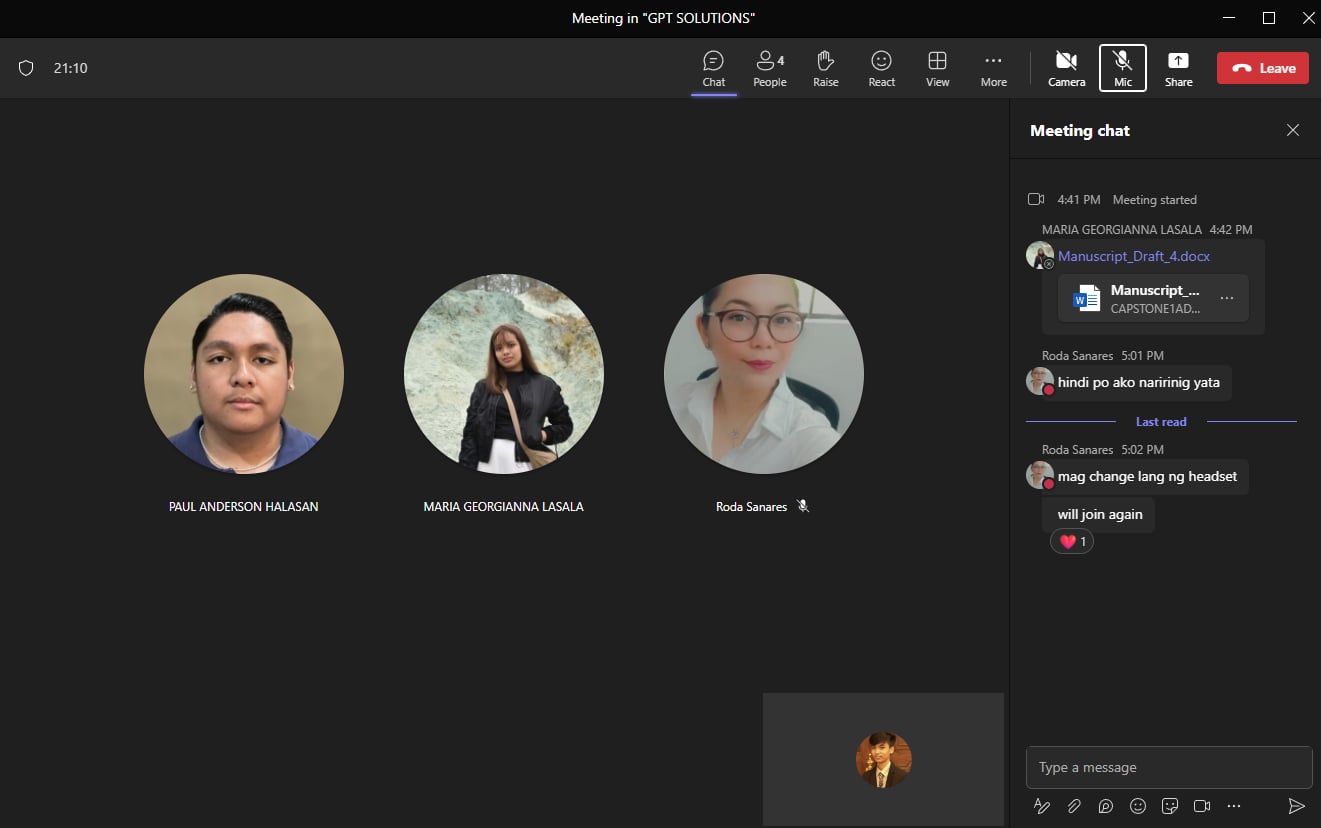 Meeting in "GPT SOLUTIONS"
21:10
Chat
4
People
Raise
React
View
More
Camera
Mic
Share
Leave
PAUL ANDERSON HALASAN
MARIA GEORGIANNA LASALA
Roda Sanares
Meeting chat
4:41 PM Meeting started
MARIA GEORGIANNA LASALA 4:42 PM
Manuscript_Draft_4.docx
W
Manuscript_...
CAPSTONE1AD...
Roda Sanares 5:01 PM
hindi po ako naririnig yata
Last read
Roda Sanares 5:02 PM
mag change lang ng headset
will join again
1
Type a message